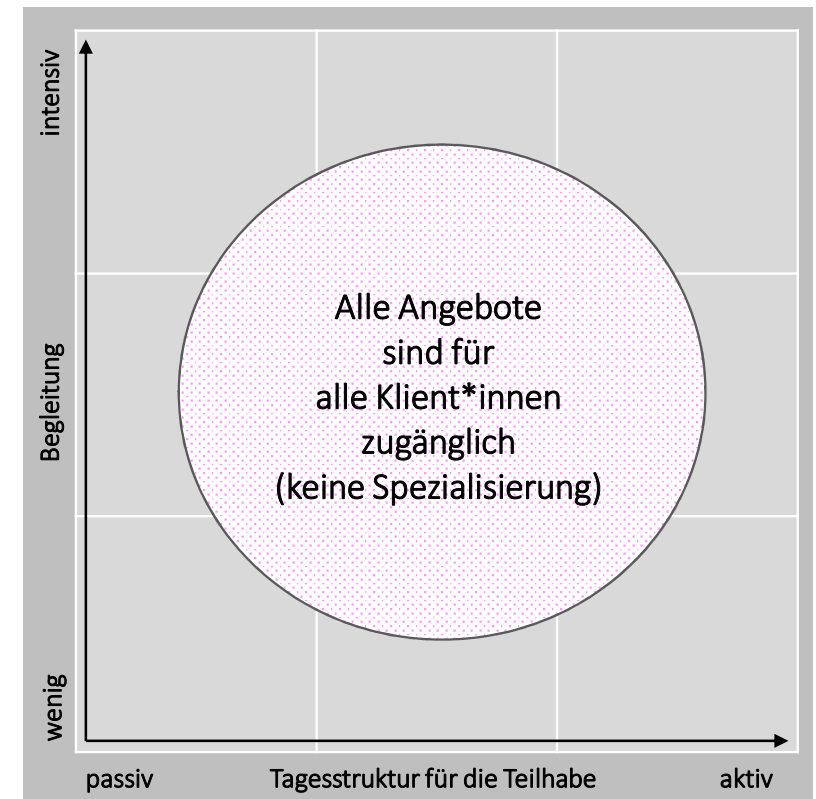 intensiv
Begleitung
wenig
Alle Angebote
sind für
alle Klient*innen
zugänglich
(keine Spezialisierung)
passiv
Tagesstruktur für die Teilhabe
aktiv